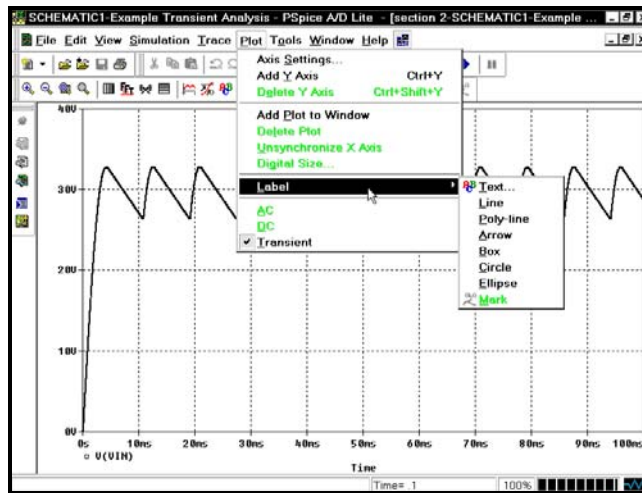 SCHEMATIC1-Example Transient Analysis - PSpice A/D Lite - [section 2-SCHEMATIC1-Example ...
File Edit View Simulation Trace Plot Tools Window Help
Axis Settings...
Add Y Axis Ctrl+Y
Delete Y Axis Ctrl+Shift+Y
Add Plot to Window
Delete Plot
Unsynchronize X Axis
Digital Size...
Label
AC
DC
Transient
Text...
Line
Poly-line
Arrow
Box
Circle
Ellipse
Mark
40V
30V
20V
10V
0V
0s 10ms 20ms 30ms 40ms 50ms 60ms 70ms 80ms 90ms 100ms
V(VIN)
Time
Time= .1 100%